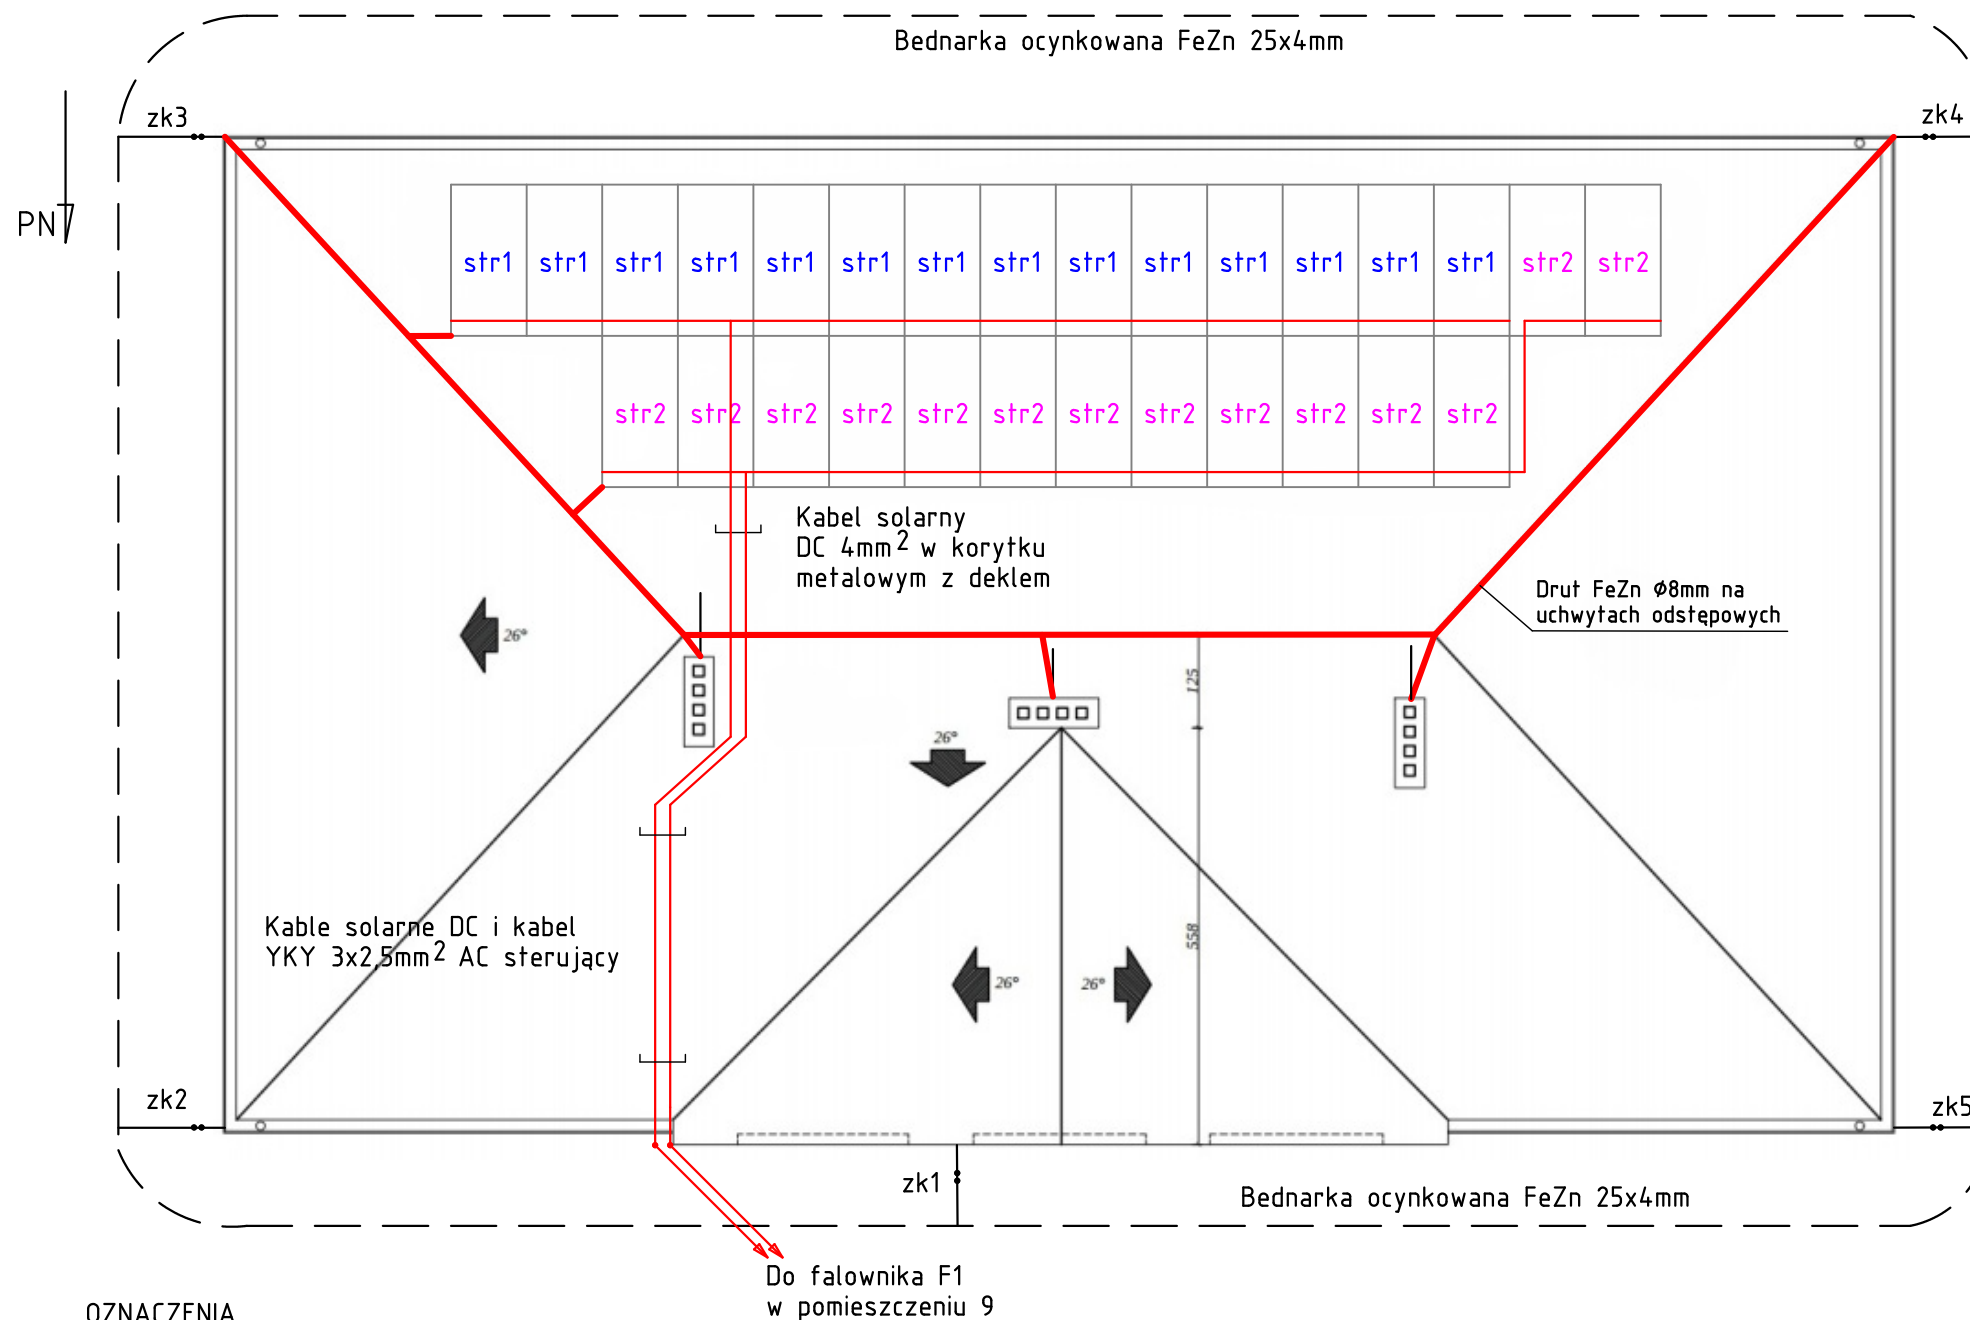 Bednarka ocynkowana FeZn 25x4mm
zk3
zk4
PN
str1 str1 str1 str1 str1 str1 str1 str1 str1 str1 str1 str1 str1 str1 str2 str2
str2 str2 str2 str2 str2 str2 str2 str2 str2 str2 str2 str2
Kabel solarny
DC 4mm² w korytku
metalowym z deklem
Drut FeZn Ø8mm na
uchwytach odstępowych
26°
125
26°
Kable solarne DC i kabel
YKY 3x2,5mm² AC sterujący
558
26°
26°
zk2
zk5
zk1
Bednarka ocynkowana FeZn 25x4mm
Do falownika F1
w pomieszczeniu 9
OZNACZENIA